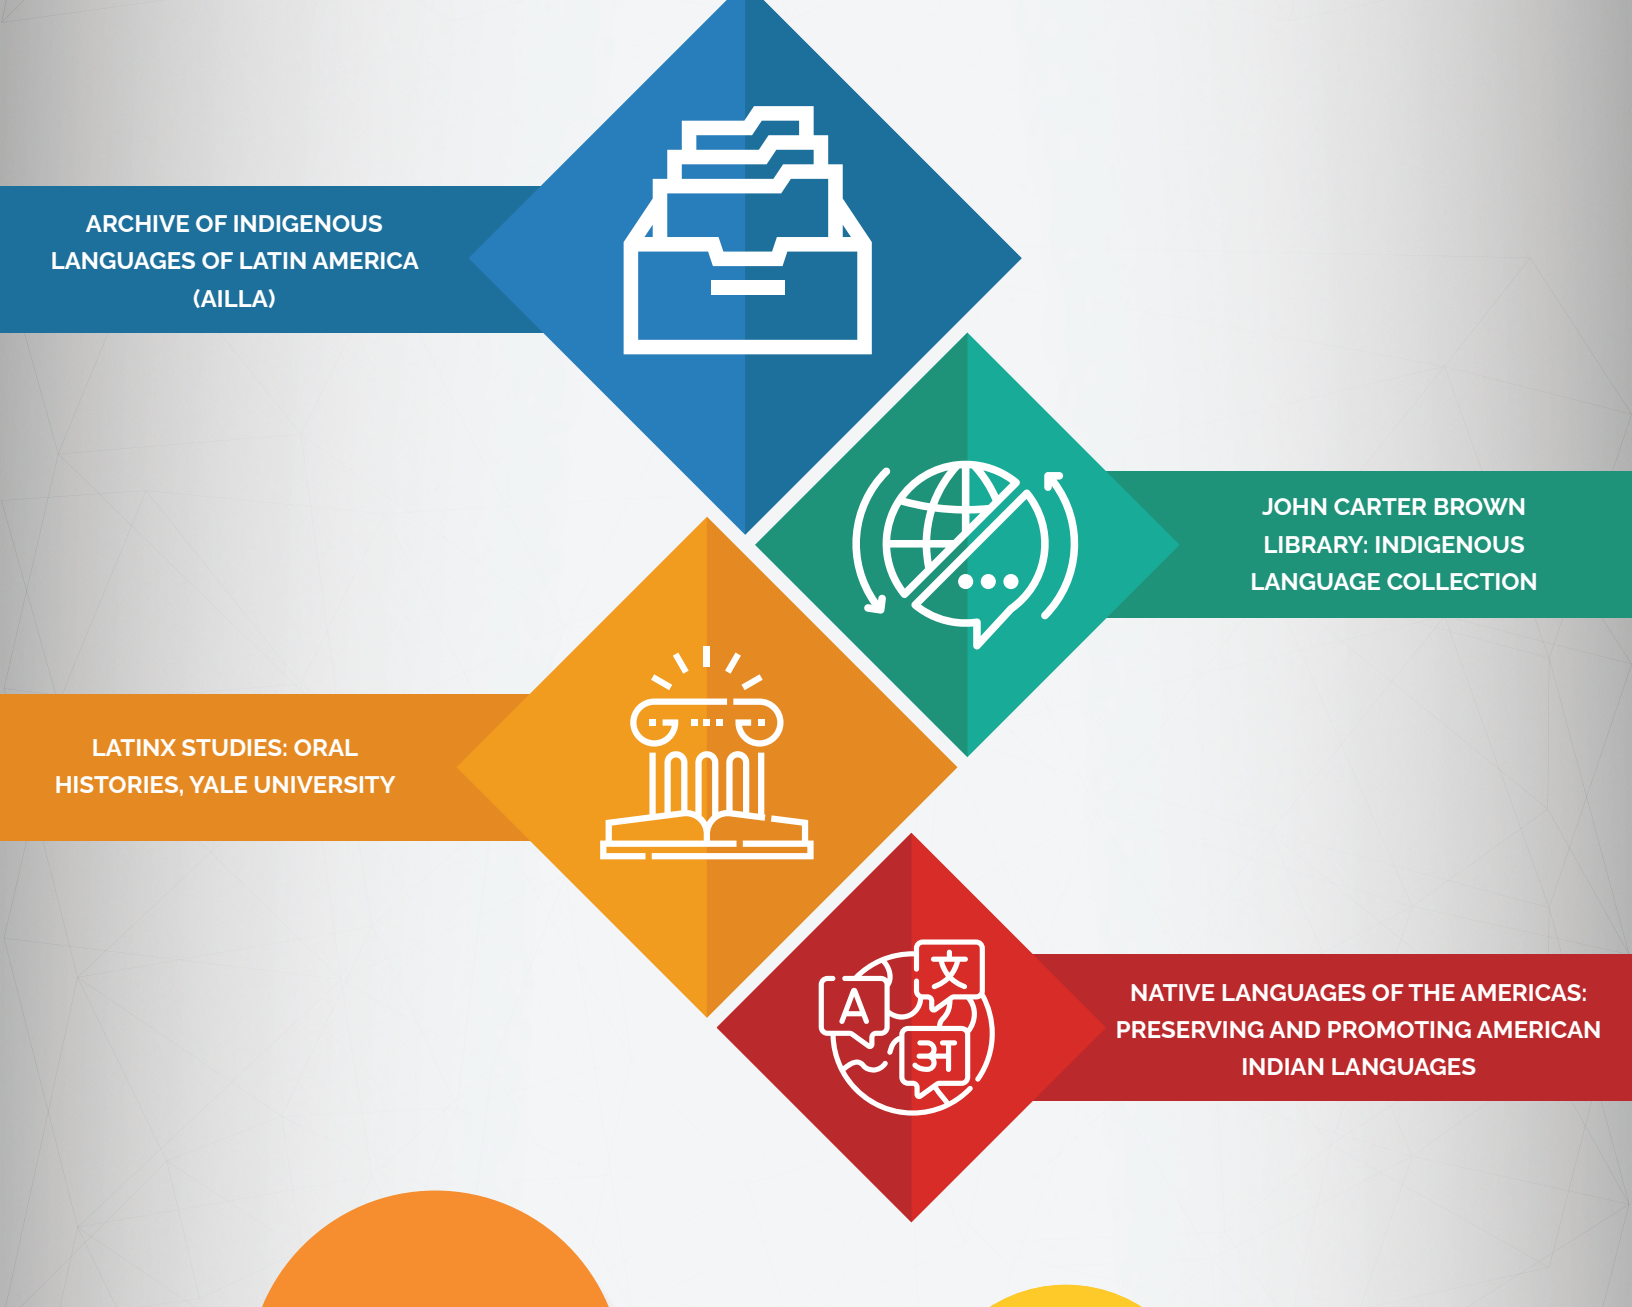 ARCHIVE OF INDIGENOUS
LANGUAGES OF LATIN AMERICA
(AILLA)
JOHN CARTER BROWN
LIBRARY: INDIGENOUS
LANGUAGE COLLECTION
LATINX STUDIES: ORAL
HISTORIES, YALE UNIVERSITY
A
文
अ
NATIVE LANGUAGES OF THE AMERICAS:
PRESERVING AND PROMOTING AMERICAN
INDIAN LANGUAGES